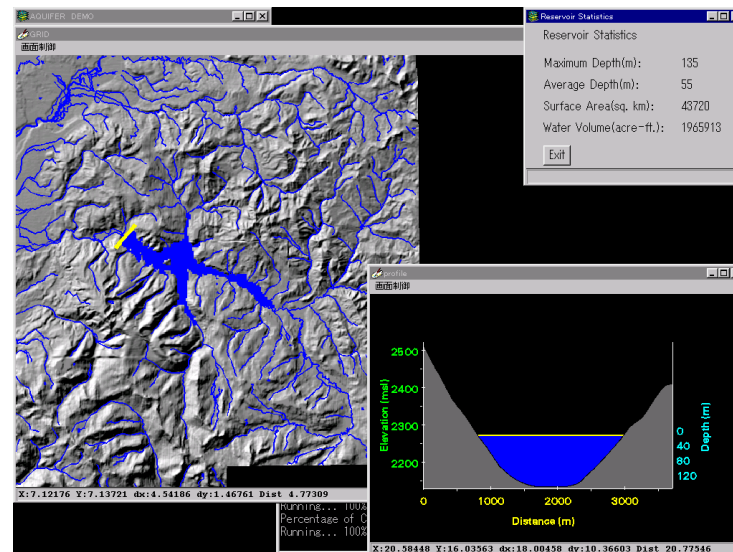 AQUIFER DEMO
GRID
画面制御
X:7.12176 Y:7.13721 dx:4.54186 dy:1.46761 Dist 4.77309
Running... 100%
Percentage of C
Running... 100%
Reservoir Statistics
Reservoir Statistics
Maximum Depth(m): 135
Average Depth(m): 55
Surface Area(sq. km): 43720
Water Volume(acre-ft.): 1965913
Exit
profile
画面制御
Elevation (msl)
2500
2400
2300
2200
0
40
80
120
Depth (m)
0 1000 2000 3000
Distance (m)
X:20.58448 Y:16.03563 dx:18.00458 dy:10.36603 Dist 20.77546